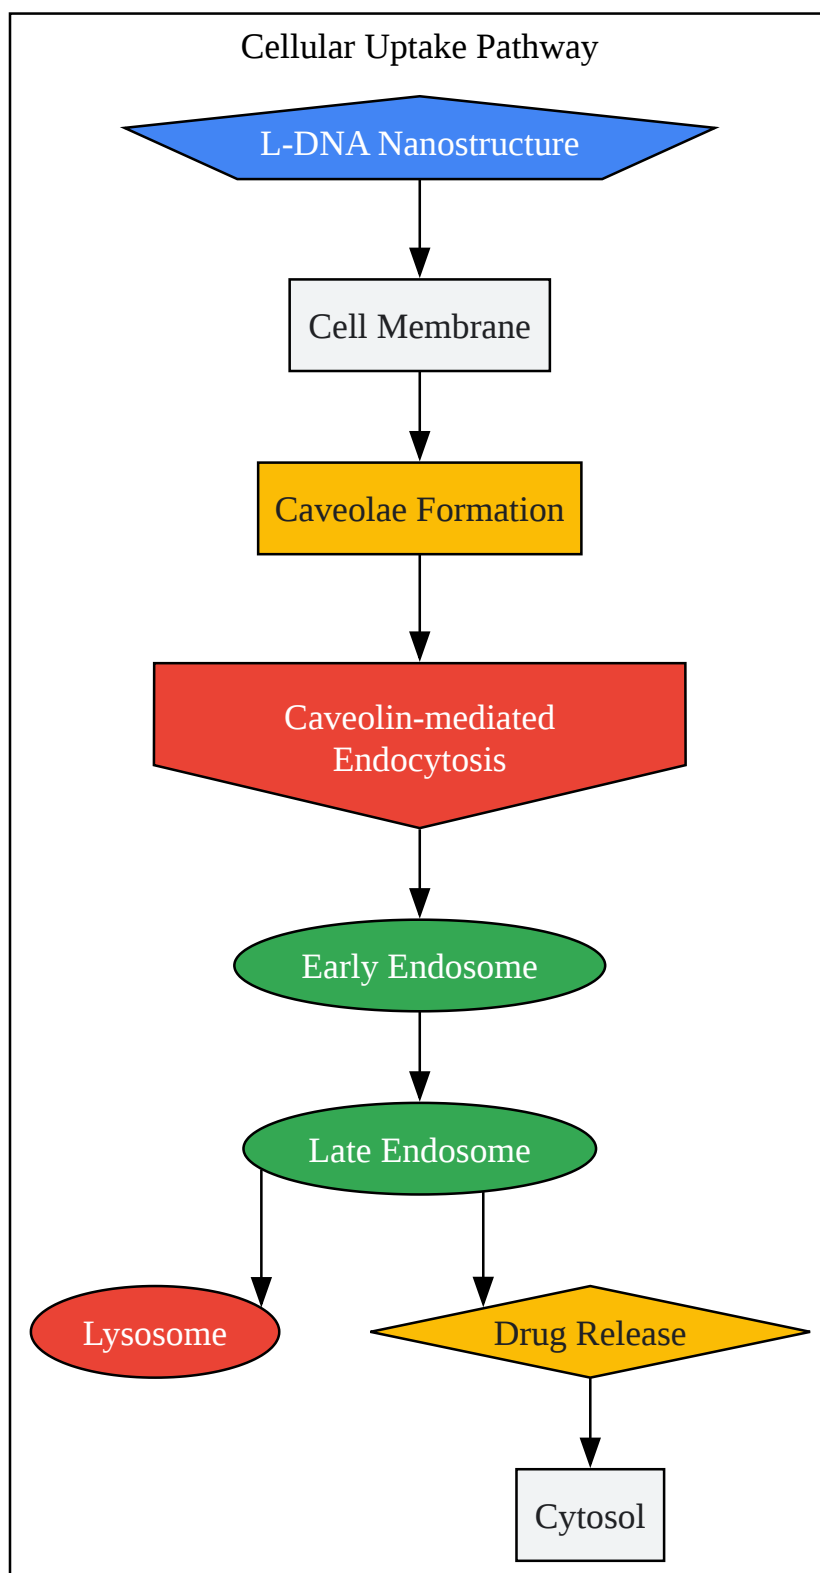 Cellular Uptake Pathway
L-DNA Nanostructure
Cell Membrane
Caveolae Formation
Caveolin-mediated
Endocytosis
Early Endosome
Late Endosome
Lysosome
Drug Release
Cytosol